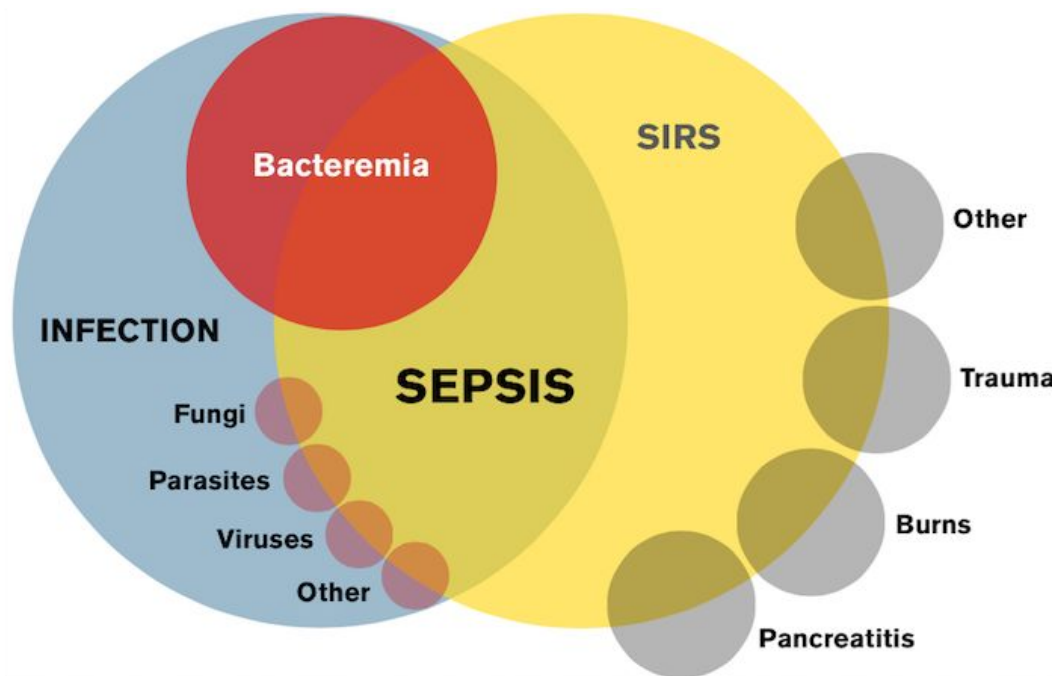 Bacteremia
SIRS
Other
INFECTION
SEPSIS
Trauma
Fungi
Parasites
Viruses
Burns
Other
Pancreatitis